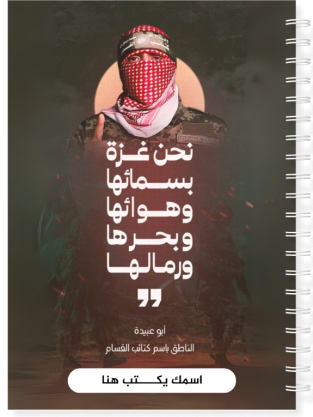 نحن غزة
بسمائها
وهوائها
وبحرها
ورمالها
”
أبو عبيدة
الناطق باسم كتائب القسام
اسمك يكتب هنا